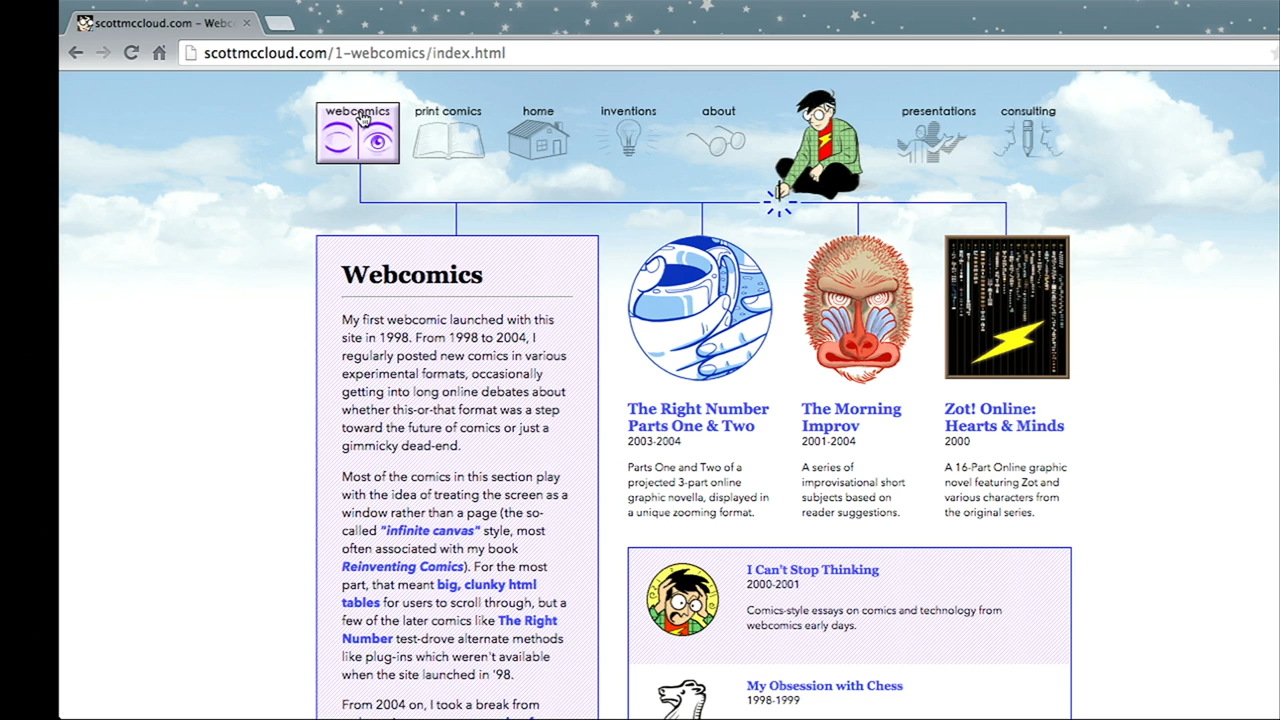 scottmccloud.com – Webc
scottmccloud.com/1-webcomics/index.html
webcomics
print comics
home
inventions
about
presentations
consulting
Webcomics
My first webcomic launched with this
site in 1998. From 1998 to 2004, I
regularly posted new comics in various
experimental formats, occasionally
getting into long online debates about
whether this-or-that format was a step
toward the future of comics or just a
gimmicky dead-end.
Most of the comics in this section play
with the idea of treating the screen as a
window rather than a page (the so-
called "infinite canvas" style, most
often associated with my book
Reinventing Comics). For the most
part, that meant big, clunky html
tables for users to scroll through, but a
few of the later comics like The Right
Number test-drove alternate methods
like plug-ins which weren't available
when the site launched in '98.
From 2004 on, I took a break from
The Right Number
Parts One & Two
2003-2004
Parts One and Two of a
projected 3-part online
graphic novella, displayed in
a unique zooming format.
The Morning
Improv
2001-2004
A series of
improvisational short
subjects based on
reader suggestions.
Zot! Online:
Hearts & Minds
2000
A 16-Part Online graphic
novel featuring Zot and
various characters from
the original series.
I Can't Stop Thinking
2000-2001
Comics-style essays on comics and technology from
webcomics early days.
My Obsession with Chess
1998-1999